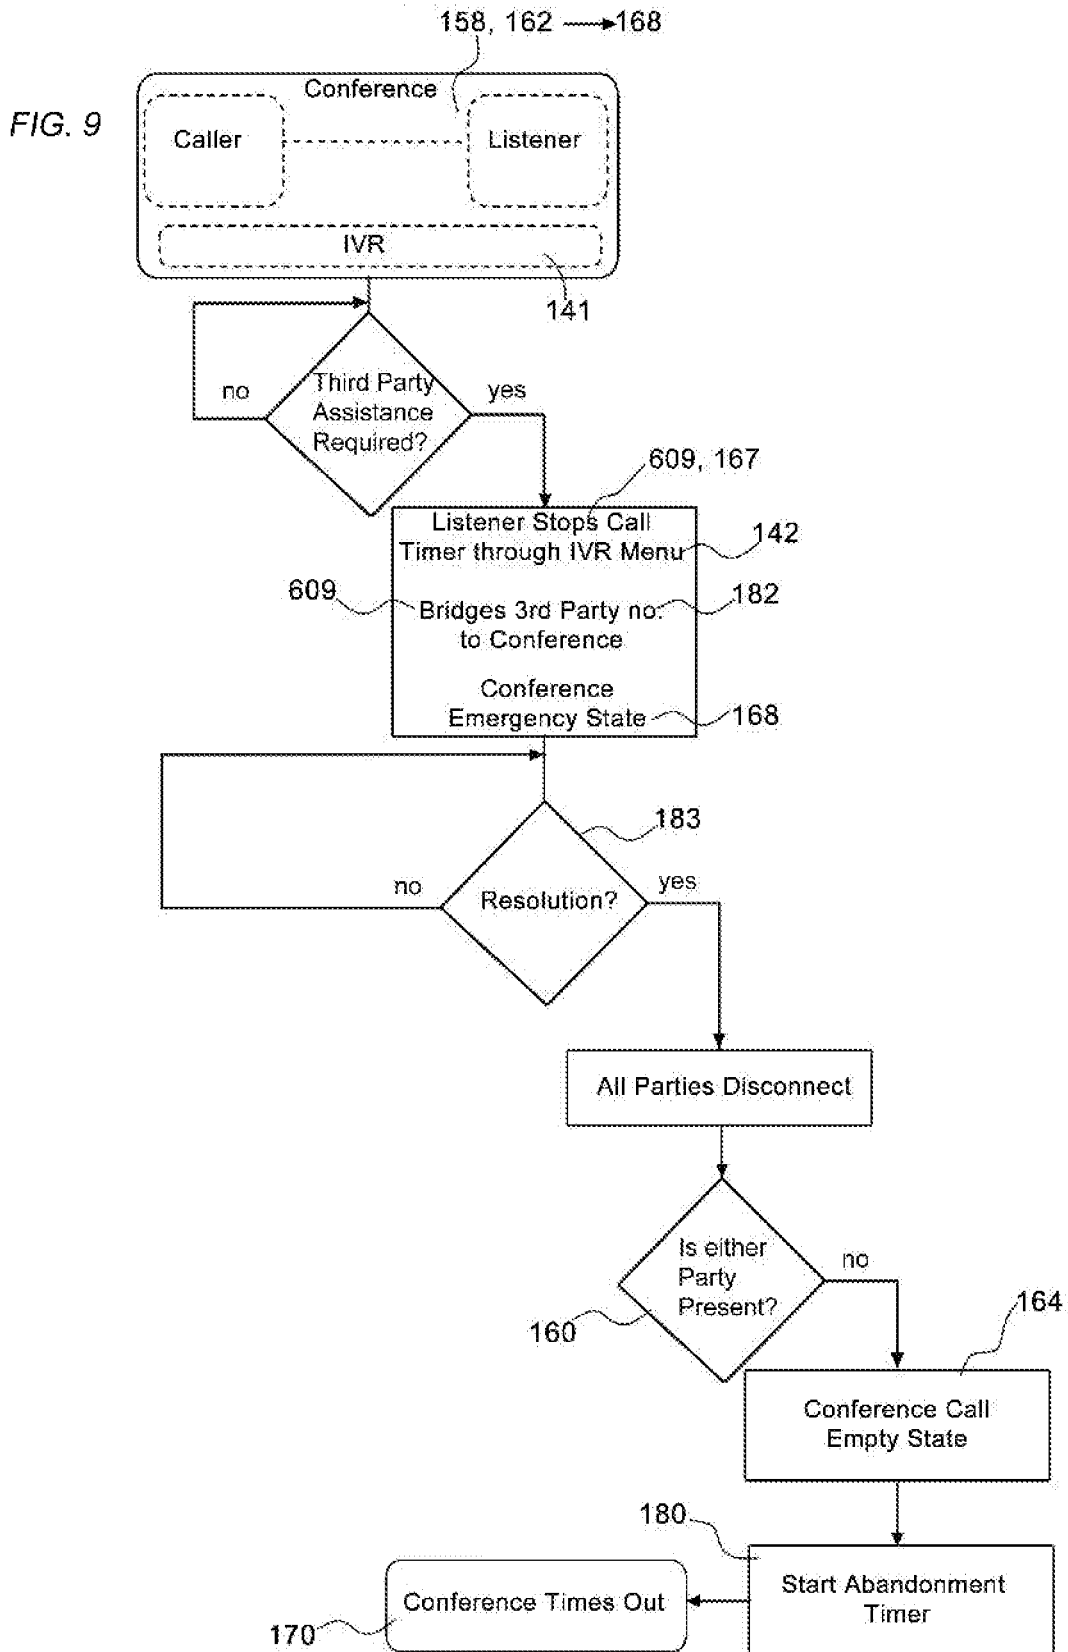 158, 162 → 168
FIG. 9
Conference
Caller
Listener
IVR
141
Third Party
Assistance
Required?
no
yes
609, 167
Listener Stops Call
Timer through IVR Menu
142
609
Bridges 3rd Party no.
182
to Conference
Conference
Emergency State
168
183
Resolution?
no
yes
All Parties Disconnect
Is either
Party
Present?
no
160
164
Conference Call
Empty State
180
Start Abandonment
Timer
Conference Times Out
170